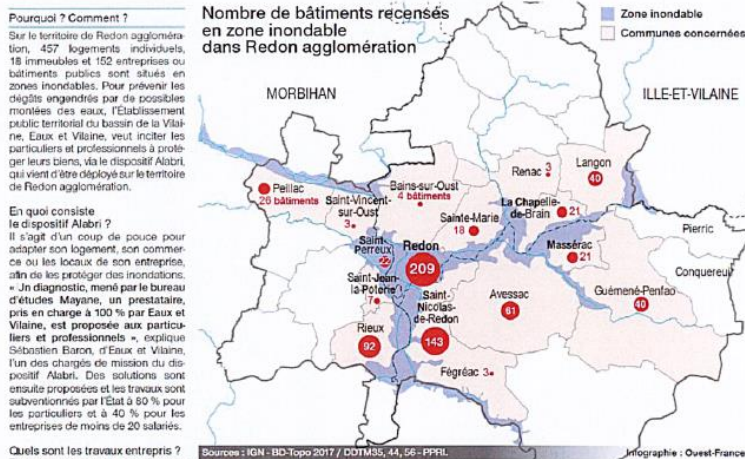 Pourquoi ? Comment ?
Sur le territoire de Redon aggloméra-
tion, 457 logements individuels,
18 immeubles et 152 entreprises ou
bâtiments publics sont situés en
zones inondables. Pour prévenir les
dégâts engendrés par de possibles
montées des eaux, l'Établissement
public territorial du bassin de la Vilai-
ne, Eaux et Vilaine, veut inciter les
particuliers et professionnels à proté-
ger leurs biens, via le dispositif Alabri,
qui vient d'être déployé sur le territoire
de Redon agglomération.
En quoi consiste
le dispositif Alabri ?
Il s'agit d'un coup de pouce pour
adapter son logement, son commer-
ce ou les locaux de son entreprise,
afin de les protéger des inondations.
« Un diagnostic, mené par le bureau
d'études Mayane, un prestataire,
pris en charge à 100 % par Eaux et
Vilaine, est proposée aux particu-
liers et professionnels », explique
Sébastien Baron, d'Eaux et Vilaine,
l'un des chargés de mission du dis-
positif Alabri. Des solutions sont
ensuite proposées et les travaux sont
subventionnés par l'État à 80 % pour
les particuliers et à 40 % pour les
entreprises de moins de 20 salariés.
Quels sont les travaux entrepris ?
Nombre de bâtiments recensés
en zone inondable
dans Redon agglomération
Zone inondable
Communes concernées
MORBIHAN
ILLE-ET-VILAINE
Peillac
26 bâtiments
Saint-Vincent-
sur-Oust
3
Bains-sur-Oust
4 bâtiments
Renac
3
Langon
40
Sainte-Marie
18
La Chapelle-
de-Brain
21
Saint-
Perreux
22
Redon
209
Massérac
21
Pierric
Conquereuil
Guémené-Penfao
40
Saint-Jean-
la-Poterie
7
Saint-
Nicolas-
de-Redon
143
Avessac
61
Rieux
92
Fégréac
3
Sources : IGN - BD-Topo 2017 / DDTM35, 44, 56 - PPRI.
Infographie : Ouest-France